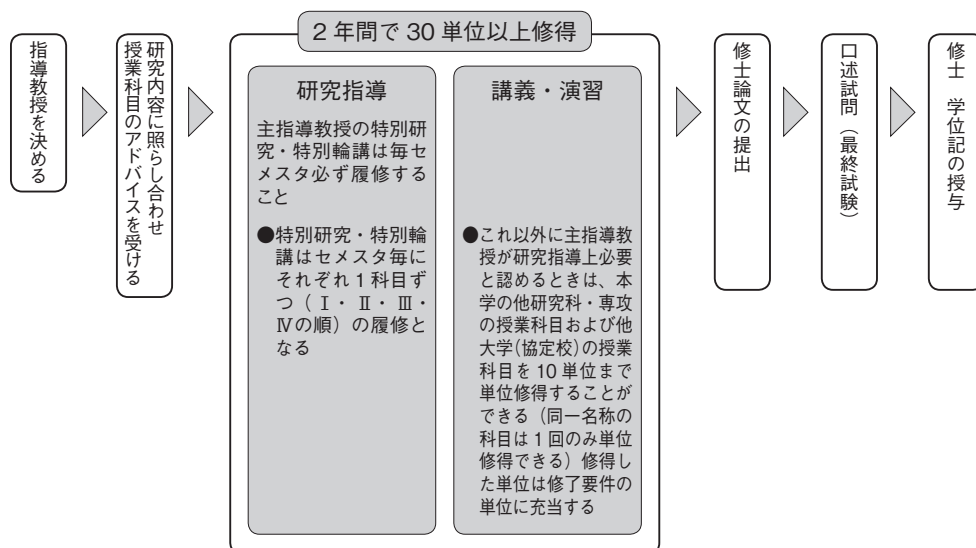 指導教授を決める
研究内容に照らし合わせ
授業科目のアドバイスを受ける
2年間で30単位以上修得
研究指導
主指導教授の特別研
究・特別輪講は毎セ
メスタ必ず履修する
こと
●特別研究・特別輪
講はセメスタ毎に
それぞれ1科目ず
つ(Ⅰ・Ⅱ・Ⅲ・
Ⅳの順)の履修と
なる
講義・演習
●これ以外に主指導教
授が研究指導上必要
と認めるときは、本
学の他研究科・専攻
の授業科目および他
大学(協定校)の授業
科目を10単位まで
単位修得することが
できる(同一名称の
科目は1回のみ単位
修得できる)修得し
た単位は修了要件の
単位に充当する
修士論文の提出
口述試問(最終試験)
修士 学位記の授与